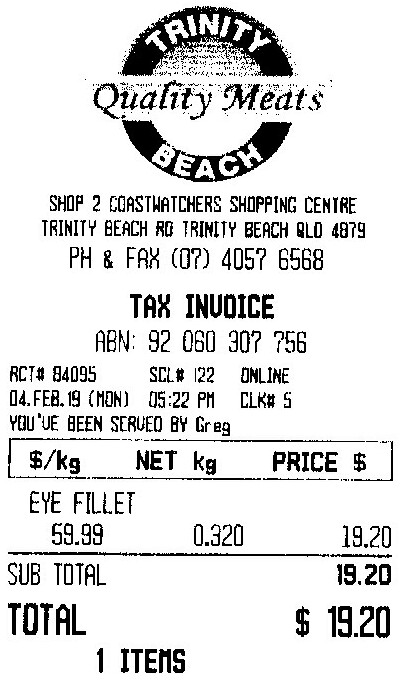 TRINITY
Quality Meats
BEACH
SHOP 2 COASTWATCHERS SHOPPING CENTRE
TRINITY BEACH RD TRINITY BEACH QLD 4879
PH & FAX (07) 4057 6568
TAX INVOICE
ABN: 92 060 307 756
RCT# 84095 SCL# 122 ONLINE
04.FEB.19 (MON) 05:22 PM CLK# 5
YOU'VE BEEN SERVED BY Greg
$/kg NET kg PRICE $
EYE FILLET
59.99 0.320 19.20
SUB TOTAL 19.20
TOTAL $ 19.20
1 ITEMS